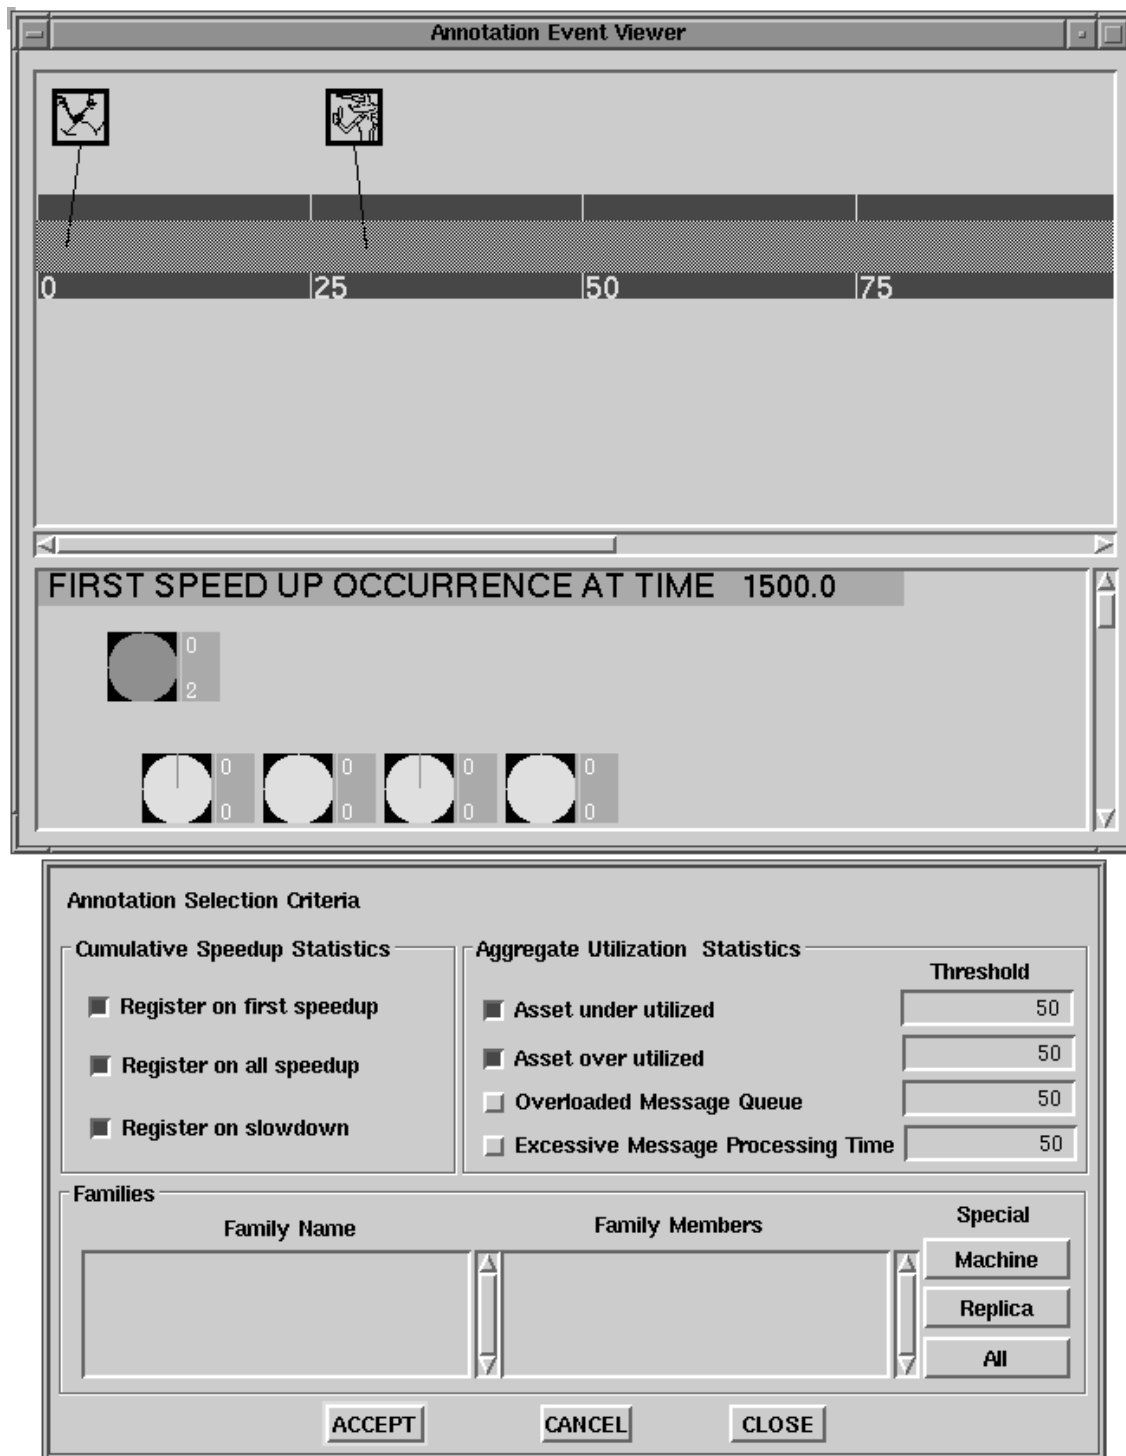 Annotation Event Viewer
0 25 50 75
FIRST SPEED UP OCCURRENCE AT TIME 1500.0
0
2
0 0 0 0
0 0 0 0
Annotation Selection Criteria
Cumulative Speedup Statistics
Register on first speedup
Register on all speedup
Register on slowdown
Aggregate Utilization Statistics
Threshold
Asset under utilized 50
Asset over utilized 50
Overloaded Message Queue 50
Excessive Message Processing Time 50
Families
Family Name Family Members Special
Machine
Replica
All
ACCEPT CANCEL CLOSE